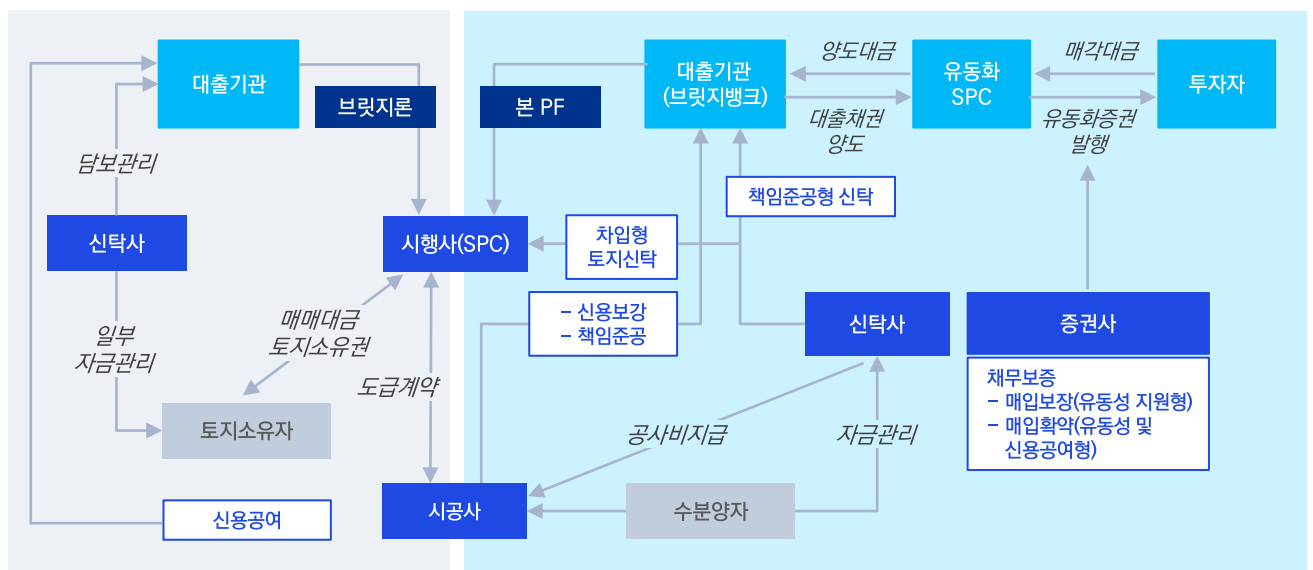 대출기관
브릿지론
담보관리
신탁사
시행사(SPC)
일부
자금관리
매매대금
토지소유권
도급계약
토지소유자
신용공여
시공사
본 PF
대출기관
(브릿지뱅크)
양도대금
대출채권
양도
유동화
SPC
매각대금
유동화증권
발행
투자자
책임준공형 신탁
차입형
토지신탁
– 신용보강
– 책임준공
신탁사
증권사
채무보증
– 매입보장(유동성 지원형)
– 매입확약(유동성 및
신용공여형)
공사비지급
자금관리
수분양자